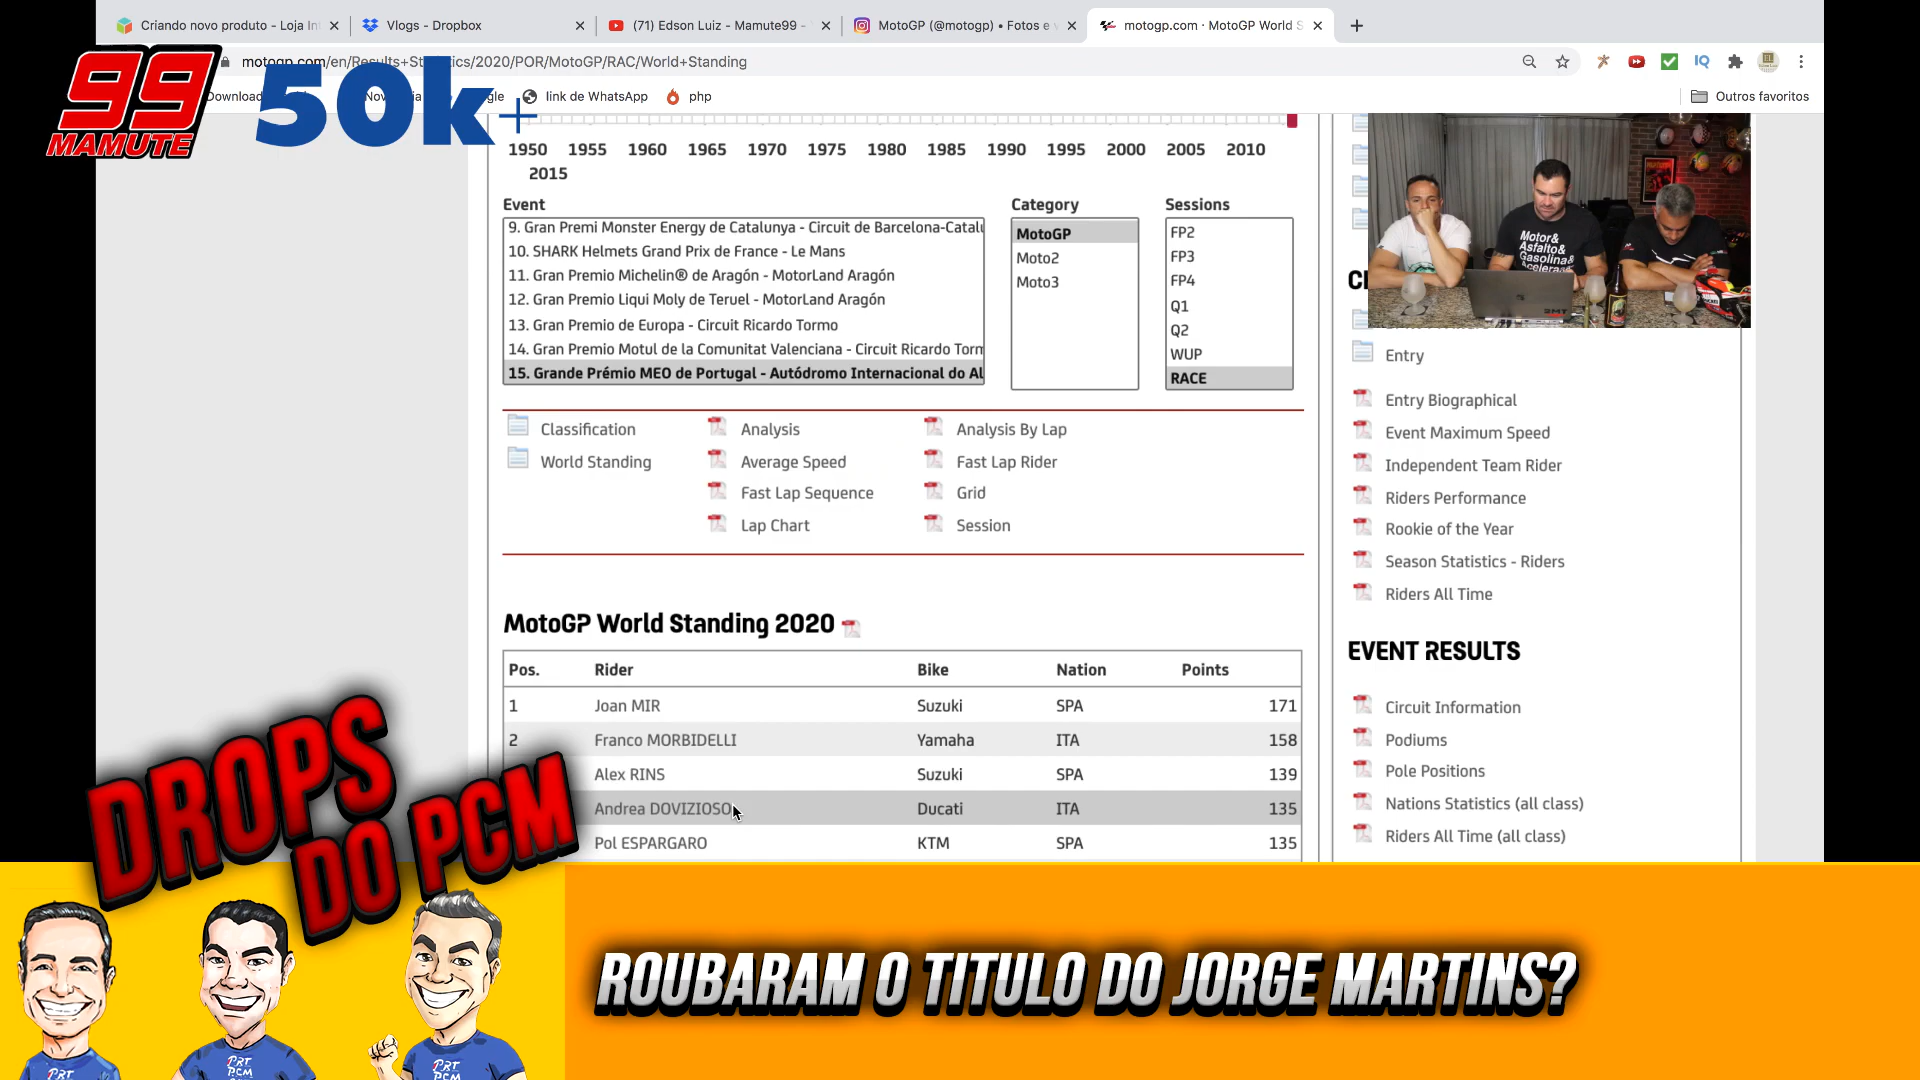 Criando novo produto - Loja In
Vlogs - Dropbox
(71) Edson Luiz - Mamute99 -
MotoGP (@motogp) • Fotos e v
motogp.com · MotoGP World S
motogp.com/en/Results+St
ics/2020/POR/MotoGP/RAC/World+Standing
99
MAMUTE
50k+
Download
link de WhatsApp
php
Outros favoritos
1950 1955 1960 1965 1970 1975 1980 1985 1990 1995 2000 2005 2010
2015
Event
9. Gran Premi Monster Energy de Catalunya - Circuit de Barcelona-Catalu
10. SHARK Helmets Grand Prix de France - Le Mans
11. Gran Premio Michelin® de Aragón - MotorLand Aragón
12. Gran Premio Liqui Moly de Teruel - MotorLand Aragón
13. Gran Premio de Europa - Circuit Ricardo Tormo
14. Gran Premio Motul de la Comunitat Valenciana - Circuit Ricardo Torm
15. Grande Prémio MEO de Portugal - Autódromo Internacional do Al
Category
MotoGP
Moto2
Moto3
Sessions
FP2
FP3
FP4
Q1
Q2
WUP
RACE
Motor&
Asfalto&
Gasolina&
Acelera
Classification
World Standing
Analysis
Average Speed
Fast Lap Sequence
Lap Chart
Analysis By Lap
Fast Lap Rider
Grid
Session
Entry
Entry Biographical
Event Maximum Speed
Independent Team Rider
Riders Performance
Rookie of the Year
Season Statistics - Riders
Riders All Time
EVENT RESULTS
Circuit Information
Podiums
Pole Positions
Nations Statistics (all class)
Riders All Time (all class)
MotoGP World Standing 2020
Pos. Rider Bike Nation Points
1 Joan MIR Suzuki SPA 171
2 Franco MORBIDELLI Yamaha ITA 158
Alex RINS Suzuki SPA 139
Andrea DOVIZIOSO Ducati ITA 135
Pol ESPARGARO KTM SPA 135
DROPS
DO PCM
PRT
PCM
PRT
PCM
ROUBARAM O TITULO DO JORGE MARTINS?